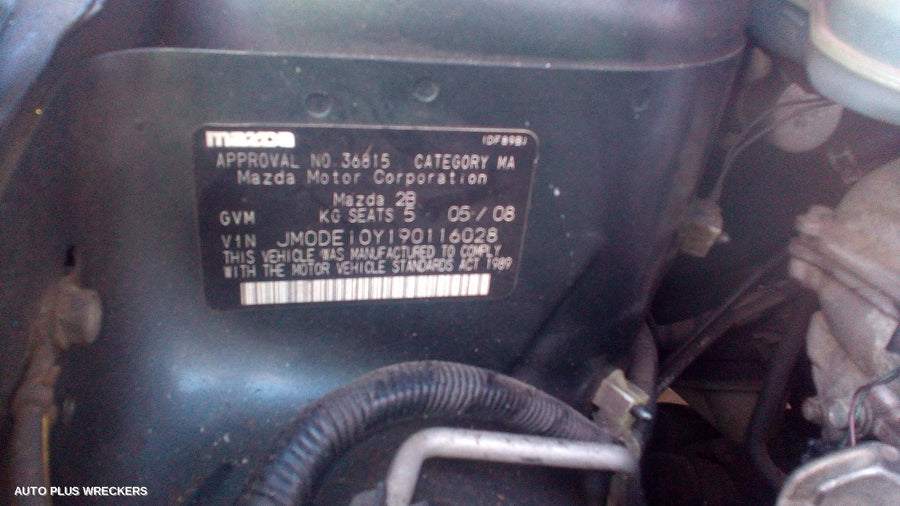 mazda (DF89B)
APPROVAL NO. 36815 CATEGORY MA
Mazda Motor Corporation
Mazda 2B
GVM KG SEATS 5 05/08
VIN JM0DE10Y190116028
THIS VEHICLE WAS MANUFACTURED TO COMPLY
WITH THE MOTOR VEHICLE STANDARDS ACT 1989
AUTO PLUS WRECKERS